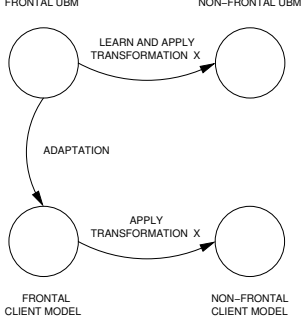 FRONTAL UBM
NON-FRONTAL UBM
LEARN AND APPLY
TRANSFORMATION X
ADAPTATION
APPLY
TRANSFORMATION X
FRONTAL
CLIENT MODEL
NON-FRONTAL
CLIENT MODEL